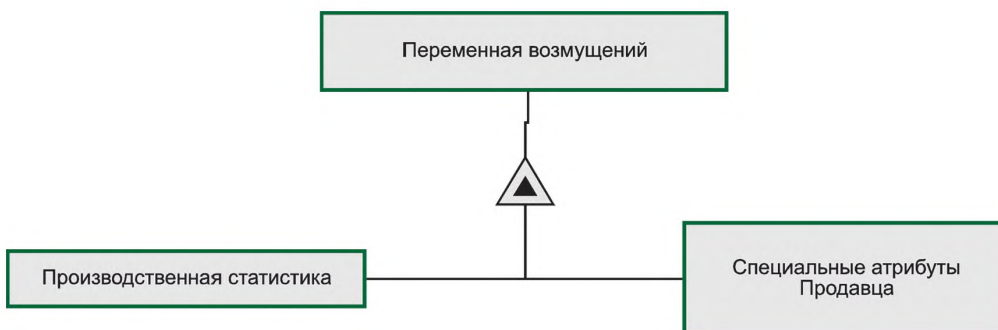 Переменная возмущений
Производственная статистика
Специальные атрибуты
Продавца